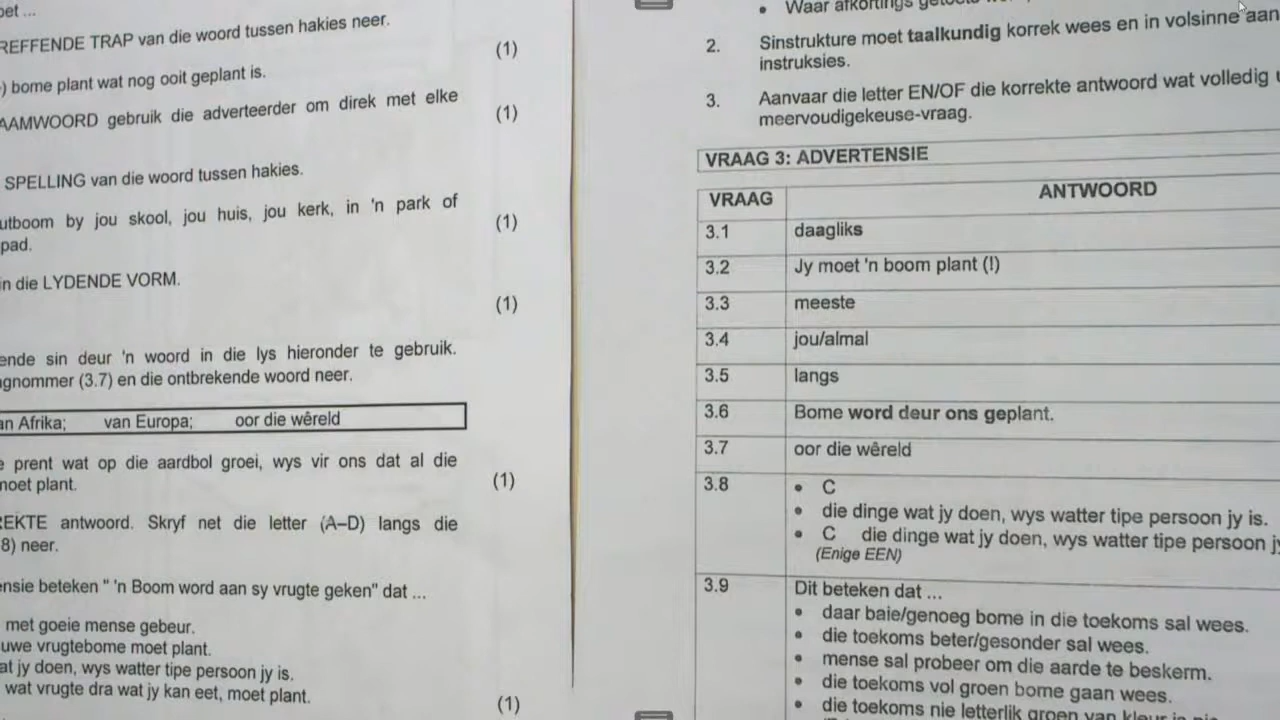 oet ...
REFFENDE TRAP van die woord tussen hakies neer.
(1)
) bome plant wat nog ooit geplant is.
AAMWOORD gebruik die adverteerder om direk met elke
(1)
SPELLING van die woord tussen hakies.
utboom by jou skool, jou huis, jou kerk, in 'n park of
pad.
(1)
in die LYDENDE VORM.
(1)
ende sin deur 'n woord in die lys hieronder te gebruik.
agnommer (3.7) en die ontbrekende woord neer.
an Afrika; van Europa; oor die wêreld
e prent wat op die aardbol groei, wys vir ons dat al die
moet plant.
(1)
REKTE antwoord. Skryf net die letter (A–D) langs die
8) neer.
ensie beteken " 'n Boom word aan sy vrugte geken" dat ...
met goeie mense gebeur.
uwe vrugtebome moet plant.
at jy doen, wys watter tipe persoon jy is.
wat vrugte dra wat jy kan eet, moet plant.
(1)
• Waar afkortings
2. Sinstrukture moet taalkundig korrek wees en in volsinne aan
instruksies.
3. Aanvaar die letter EN/OF die korrekte antwoord wat volledig u
meervoudigekeuse-vraag.
VRAAG 3: ADVERTENSIE
VRAAG ANTWOORD
3.1 daagliks
3.2 Jy moet 'n boom plant (!)
3.3 meeste
3.4 jou/almal
3.5 langs
3.6 Bome word deur ons geplant.
3.7 oor die wêreld
3.8 • C
• die dinge wat jy doen, wys watter tipe persoon jy is.
• C die dinge wat jy doen, wys watter tipe persoon jy
(Enige EEN)
3.9 Dit beteken dat ...
• daar baie/genoeg bome in die toekoms sal wees.
• die toekoms beter/gesonder sal wees.
• mense sal probeer om die aarde te beskerm.
• die toekoms vol groen bome gaan wees.
• die toekoms nie letterlik groen van kleur is nie